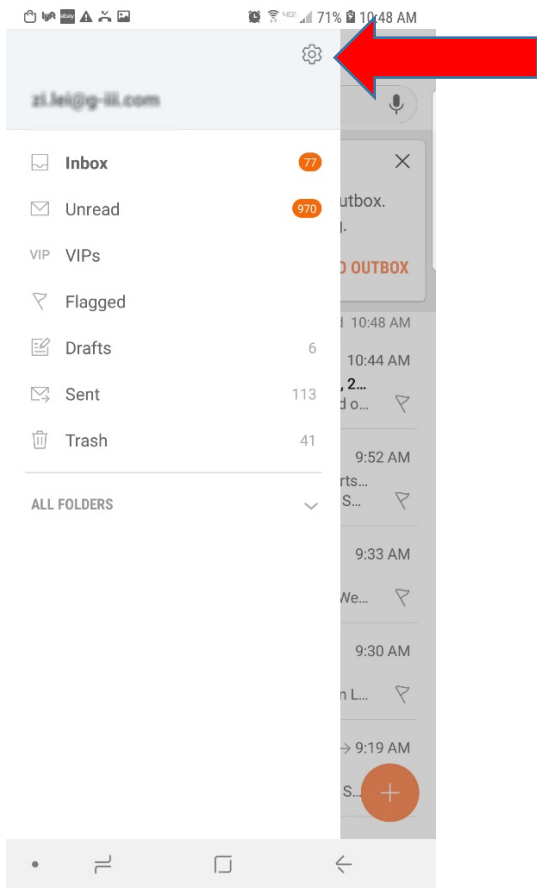 71% 10:48 AM
Inbox 77
Unread 970
utbox.
VIP VIPs
O OUTBOX
Flagged
10:48 AM
Drafts 6
10:44 AM
, 2...
Sent 113
d o...
Trash 41
9:52 AM
rts...
ALL FOLDERS
S...
9:33 AM
We...
9:30 AM
n L...
9:19 AM
S...